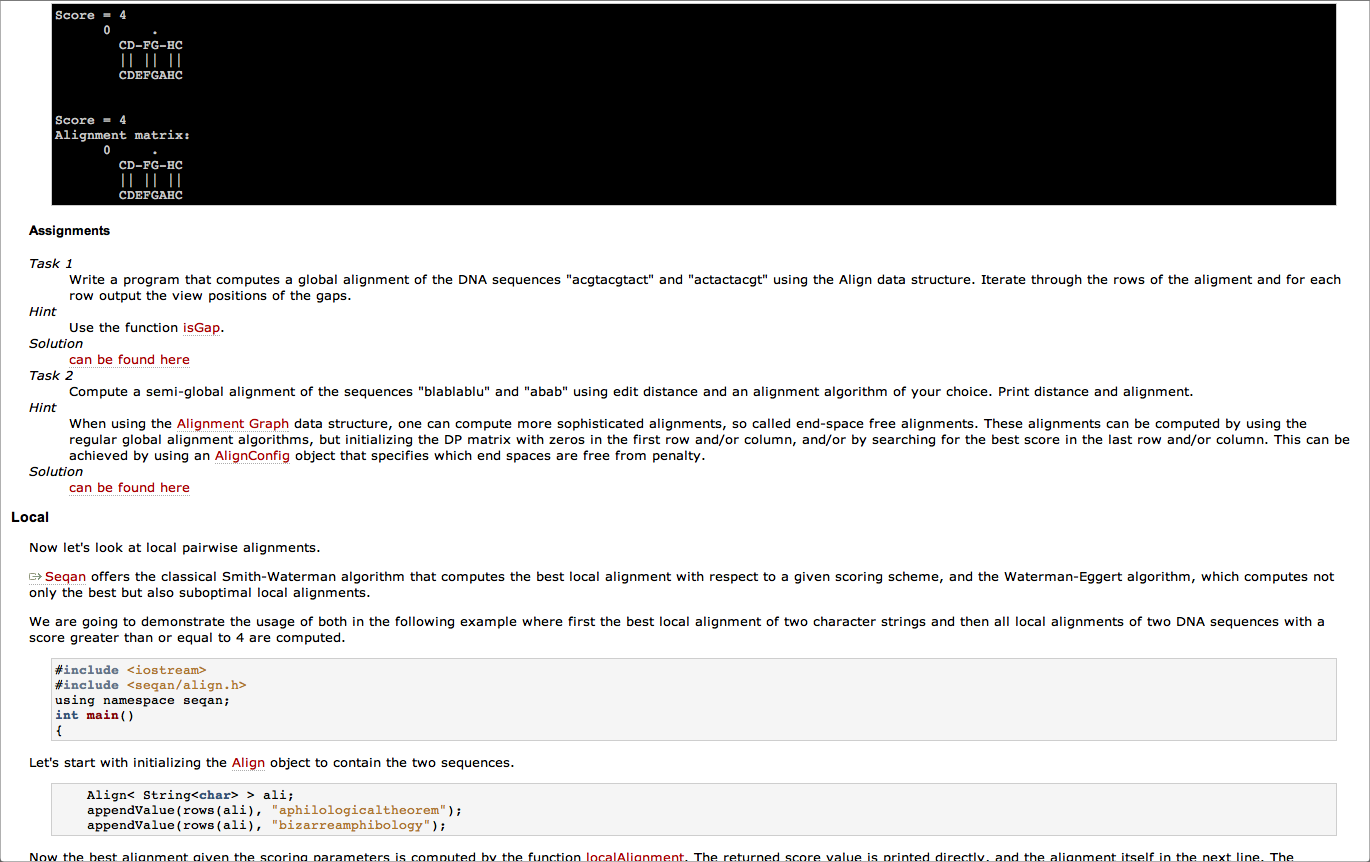 Score = 4
0 .
CD-FG-HC
|| || ||
CDEFGAHC
Score = 4
Alignment matrix:
0 .
CD-FG-HC
|| || ||
CDEFGAHC
Assignments
Task 1
Write a program that computes a global alignment of the DNA sequences "acgtacgtact" and "actactacgt" using the Align data structure. Iterate through the rows of the aligment and for each
row output the view positions of the gaps.
Hint
Use the function isGap.
Solution
can be found here
Task 2
Compute a semi-global alignment of the sequences "blablablu" and "abab" using edit distance and an alignment algorithm of your choice. Print distance and alignment.
Hint
When using the Alignment Graph data structure, one can compute more sophisticated alignments, so called end-space free alignments. These alignments can be computed by using the
regular global alignment algorithms, but initializing the DP matrix with zeros in the first row and/or column, and/or by searching for the best score in the last row and/or column. This can be
achieved by using an AlignConfig object that specifies which end spaces are free from penalty.
Solution
can be found here
Local
Now let's look at local pairwise alignments.
Seqan offers the classical Smith-Waterman algorithm that computes the best local alignment with respect to a given scoring scheme, and the Waterman-Eggert algorithm, which computes not
only the best but also suboptimal local alignments.
We are going to demonstrate the usage of both in the following example where first the best local alignment of two character strings and then all local alignments of two DNA sequences with a
score greater than or equal to 4 are computed.
#include <iostream>
#include <seqan/align.h>
using namespace seqan;
int main()
{
Let's start with initializing the Align object to contain the two sequences.
Align< String<char> > ali;
appendValue(rows(ali), "aphilologicaltheorem");
appendValue(rows(ali), "bizarreamphibology");
Now the best alignment given the scoring parameters is computed by the function localAlignment. The returned score value is printed directly, and the alignment itself in the next line. The